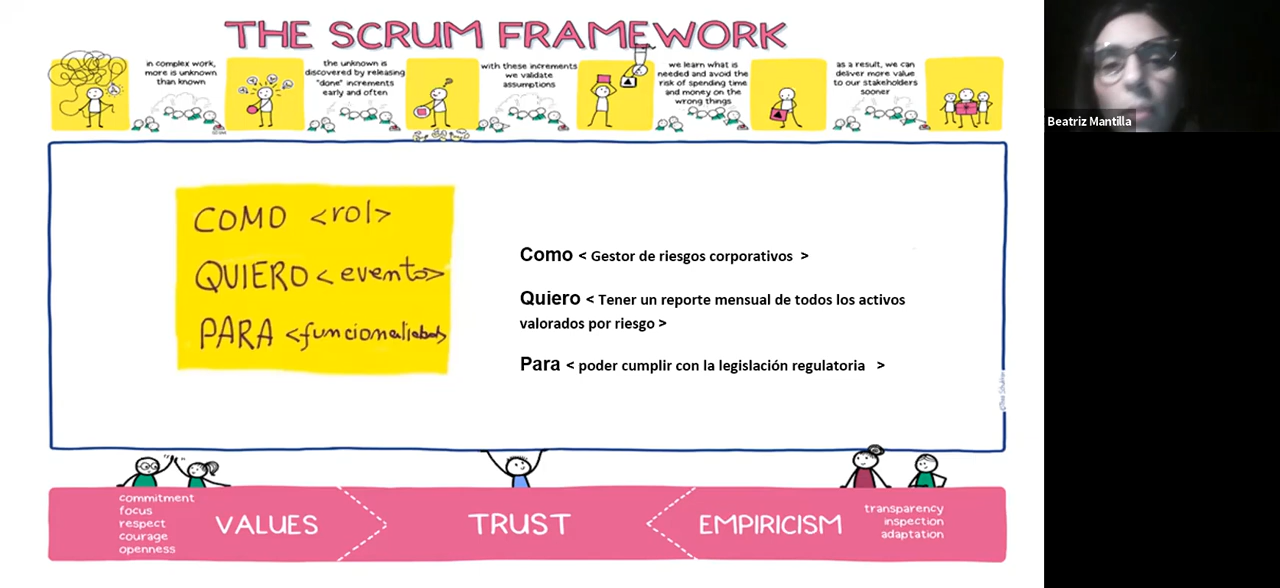 THE SCRUM FRAMEWORK
in complex work,
more is unknown
than known
the unknown is
discovered by releasing
"done" increments
early and often
with these increments
we validate
assumptions
we learn what is
needed and avoid the
risk of spending time
and money on the
wrong things
as a result, we can
deliver more value
to our stakeholders
sooner
Beatriz Mantilla
COMO <rol>
QUIERO <evento>
PARA <funcionalidad>
Como < Gestor de riesgos corporativos >
Quiero < Tener un reporte mensual de todos los activos
valorados por riesgo >
Para < poder cumplir con la legislación regulatoria >
commitment
focus
respect
courage
openness
VALUES
TRUST
EMPIRICISM
transparency
inspection
adaptation